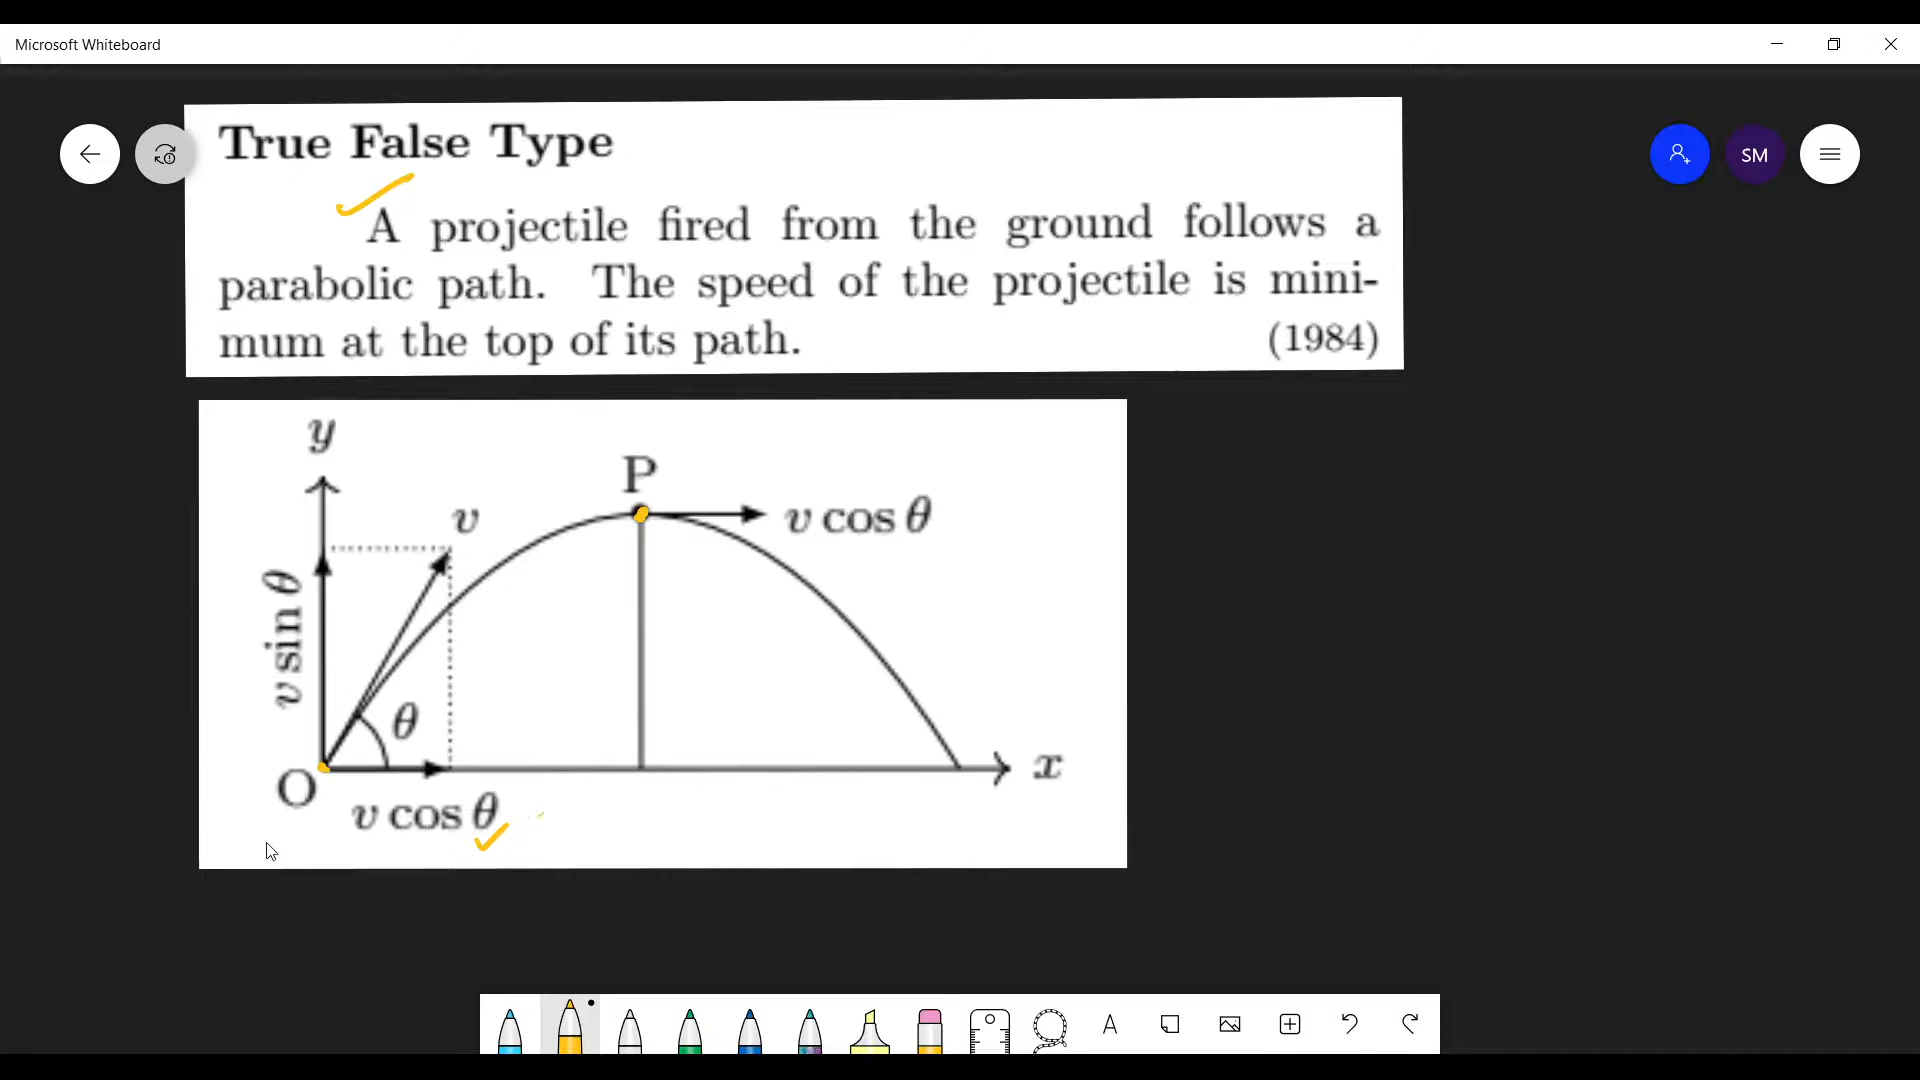 Microsoft Whiteboard
True False Type
SM
A projectile fired from the ground follows a
parabolic path. The speed of the projectile is mini-
mum at the top of its path. (1984)
y
P
v
v cos θ
v sin θ
θ
O
x
v cos θ
A